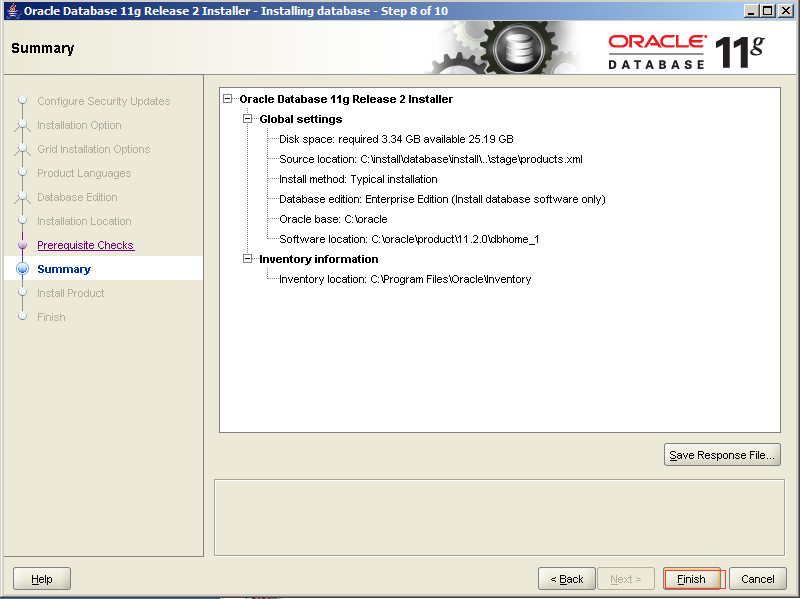 Oracle Database 11g Release 2 Installer - Installing database - Step 8 of 10
Summary
ORACLE
DATABASE
11g
Configure Security Updates
Installation Option
Grid Installation Options
Product Languages
Database Edition
Installation Location
Prerequisite Checks
Summary
Install Product
Finish
Oracle Database 11g Release 2 Installer
Global settings
Disk space: required 3.34 GB available 25.19 GB
Source location: C:\install\database\install\..\stage\products.xml
Install method: Typical installation
Database edition: Enterprise Edition (Install database software only)
Oracle base: C:\oracle
Software location: C:\oracle\product\11.2.0\dbhome_1
Inventory information
Inventory location: C:\Program Files\Oracle\Inventory
Save Response File...
Help
< Back
Next >
Finish
Cancel